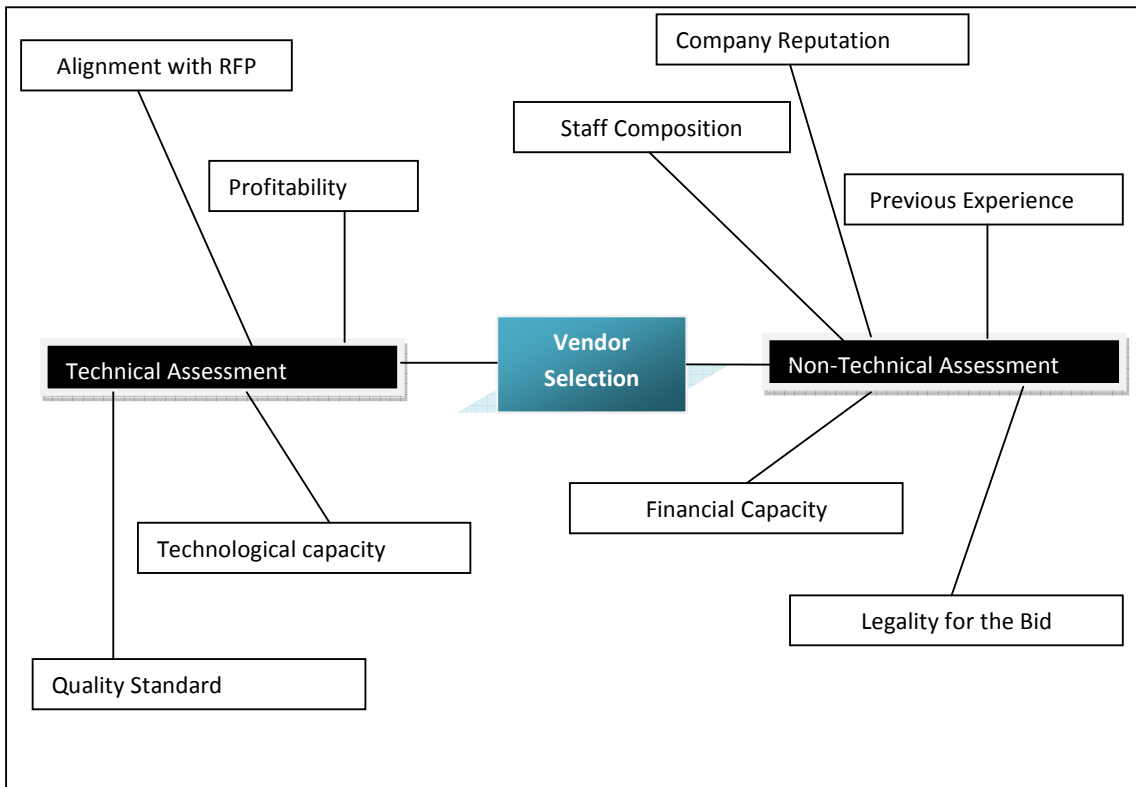 Company Reputation
Alignment with RFP
Staff Composition
Profitability
Previous Experience
Vendor
Selection
Technical Assessment
Non-Technical Assessment
Financial Capacity
Technological capacity
Legality for the Bid
Quality Standard